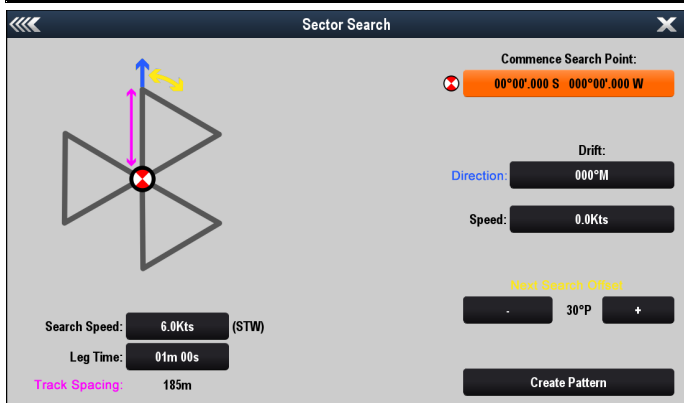 Sector Search
Commence Search Point:
00°00'.000 S 000°00'.000 W
Drift:
Direction: 000°M
Speed: 0.0Kts
Next Search Offset
- 30°P +
Search Speed: 6.0Kts (STW)
Leg Time: 01m 00s
Track Spacing: 185m
Create Pattern